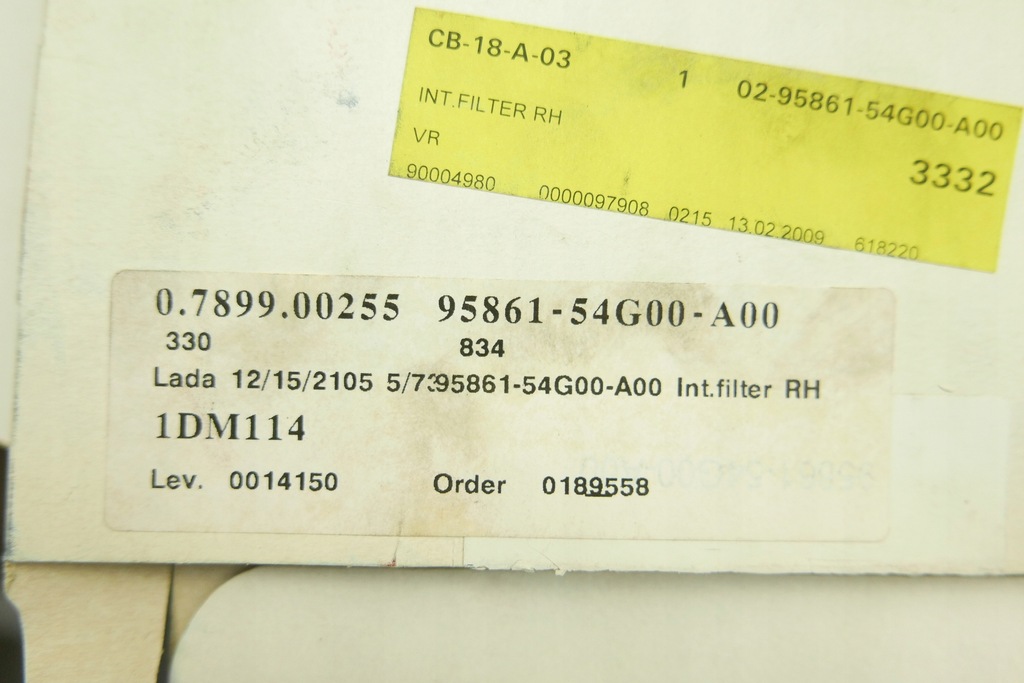 CB-18-A-03 1 02-95861-54G00-A00
INT.FILTER RH
VR 3332
90004980 0000097908 0215 13.02.2009 618220
0.7899.00255 95861-54G00-A00
330 834
Lada 12/15/2105 5/7395861-54G00-A00 Int.filter RH
1DM114
Lev. 0014150 Order 0189558